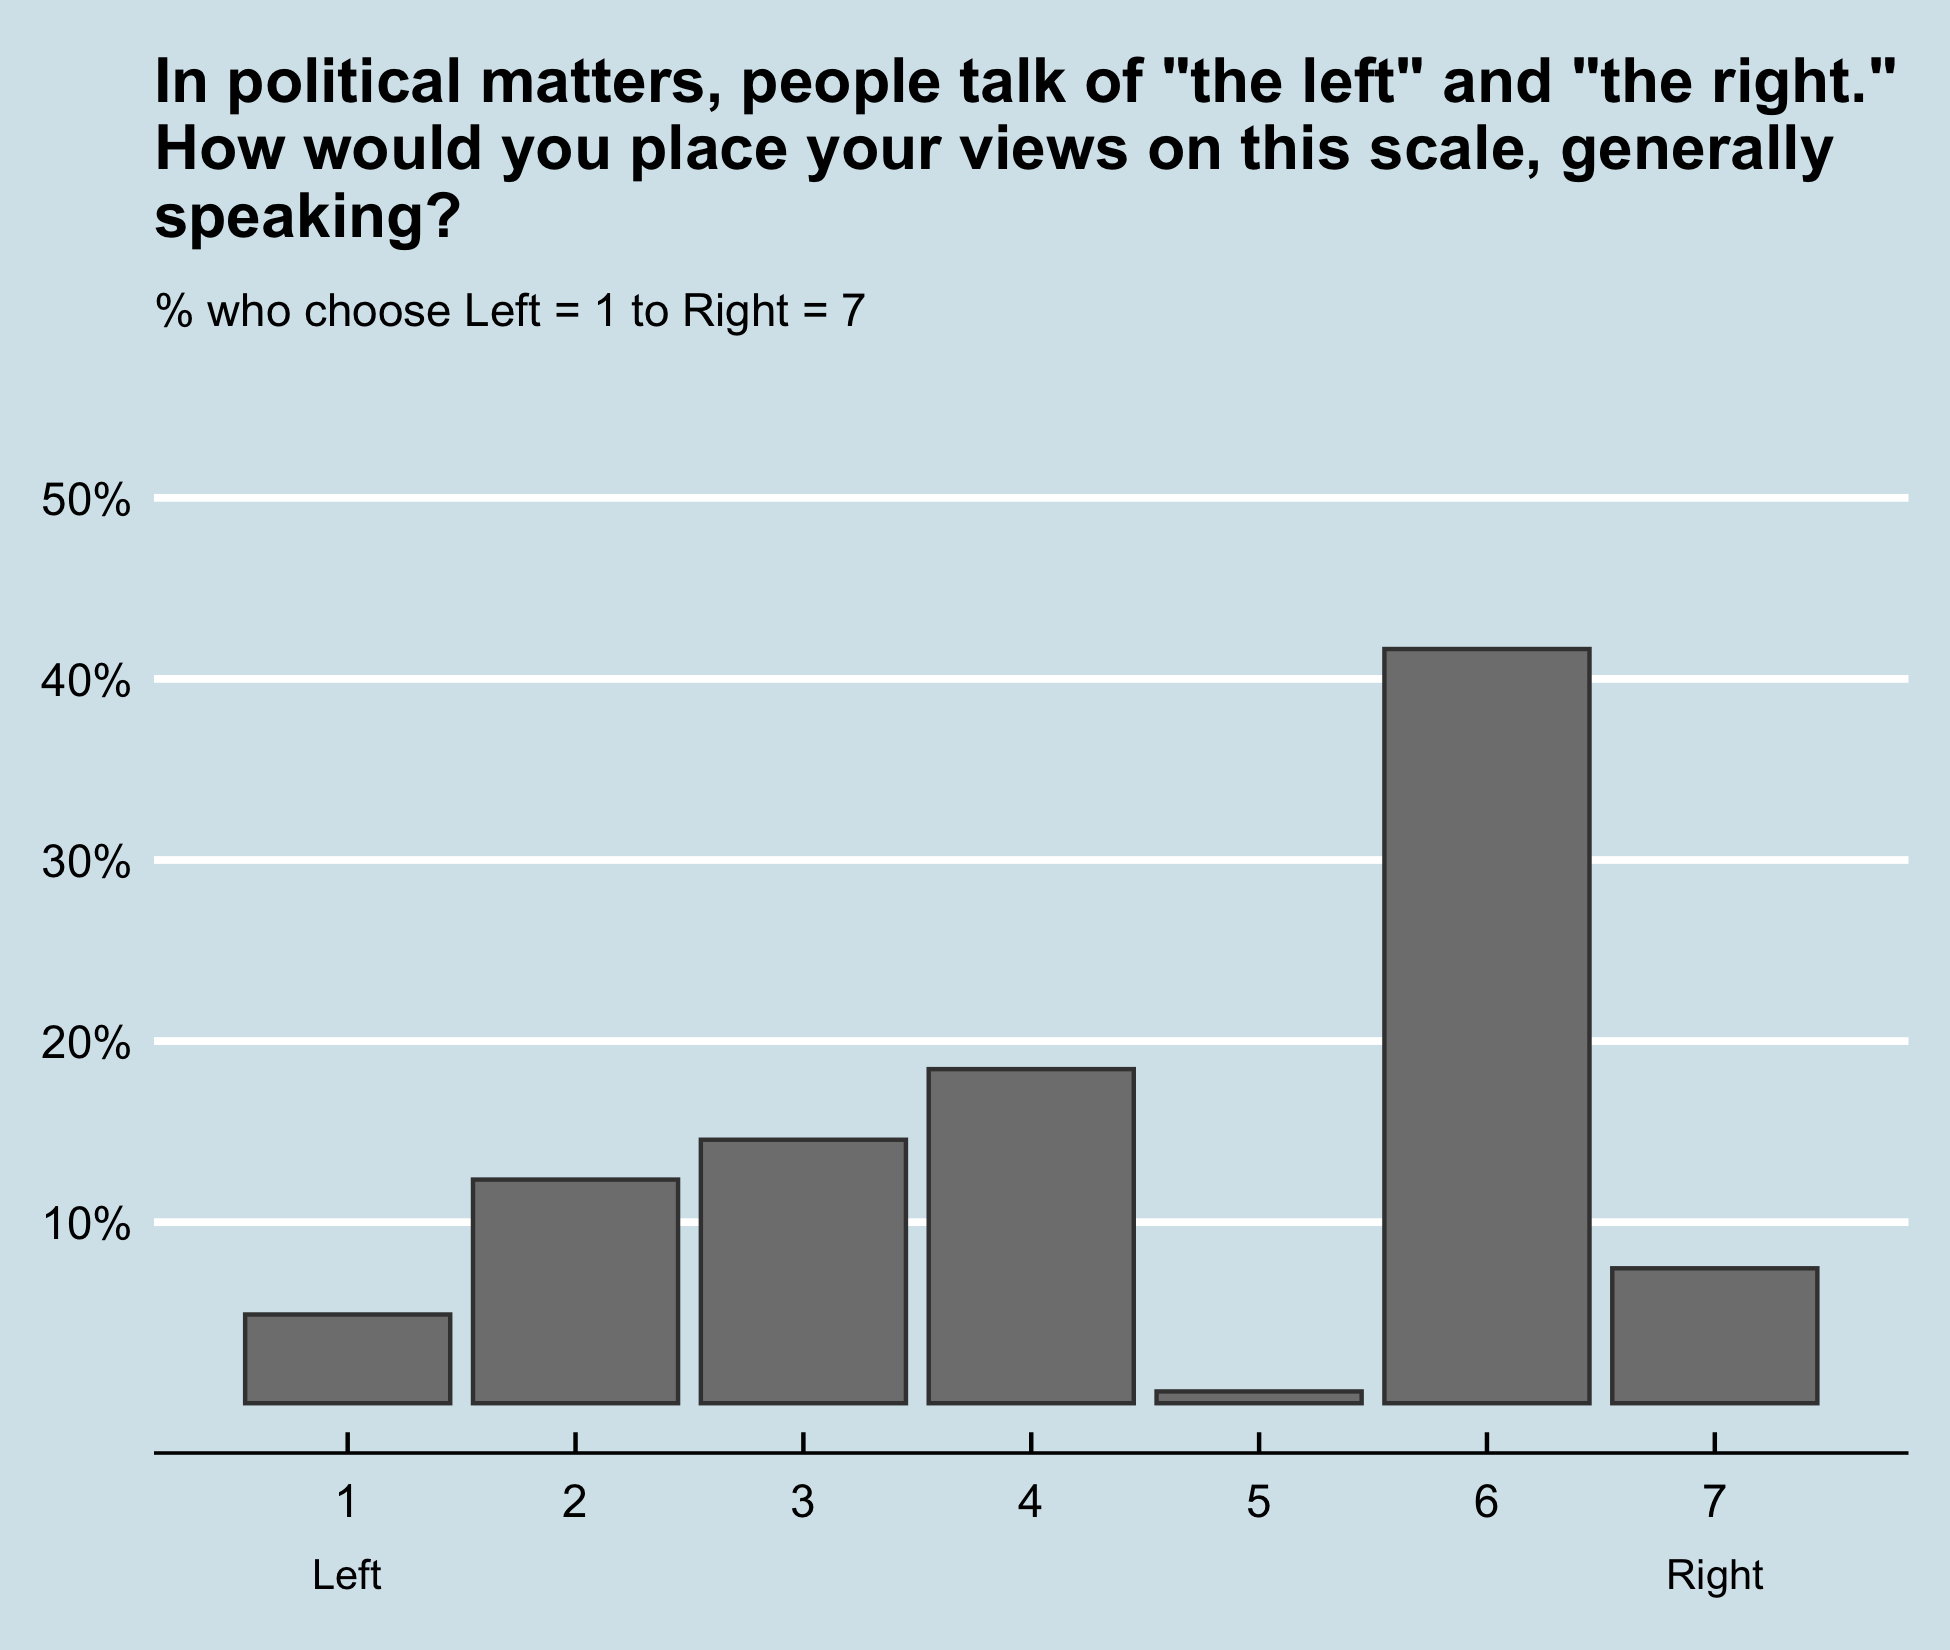 In political matters, people talk of "the left" and "the right."
How would you place your views on this scale, generally
speaking?
% who choose Left = 1 to Right = 7
50%
40%
30%
20%
10%
1 2 3 4 5 6 7
Left Right